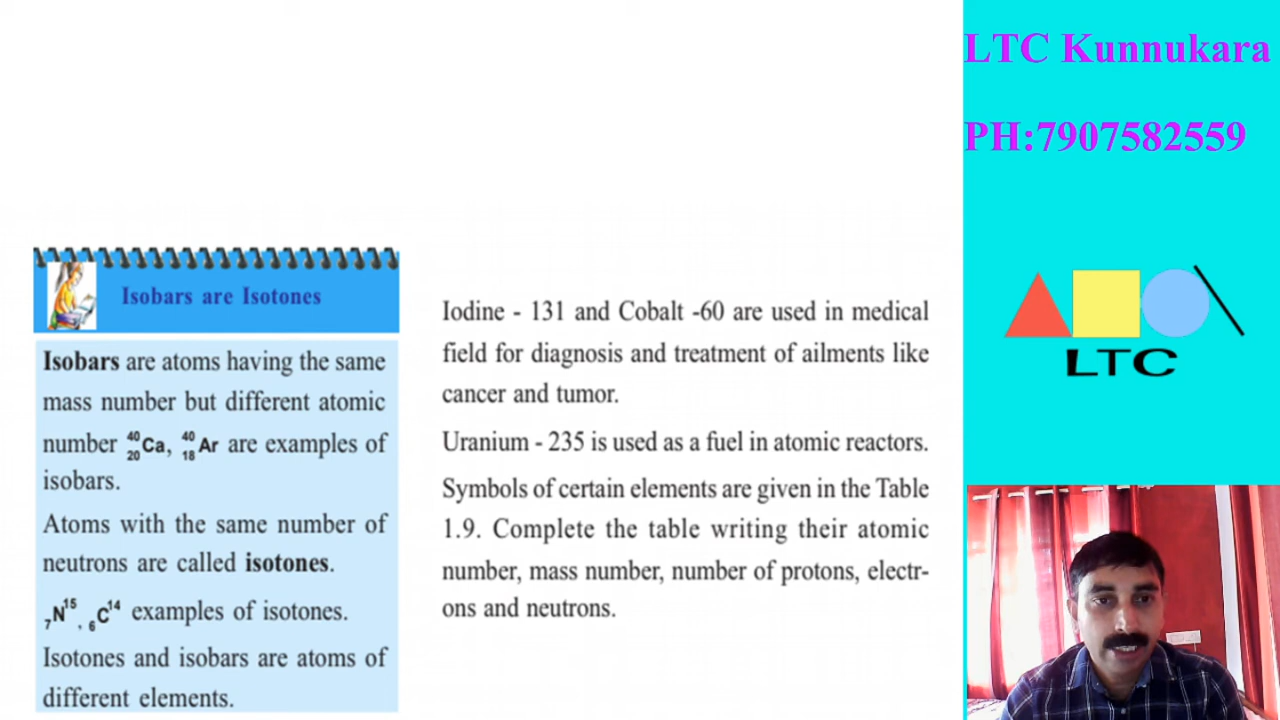 Isobars are Isotones
Isobars are atoms having the same
mass number but different atomic
number ⁴⁰₂₀Ca, ⁴⁰₁₈Ar are examples of
isobars.
Atoms with the same number of
neutrons are called isotones.
₇N¹⁵, ₆C¹⁴ examples of isotones.
Isotones and isobars are atoms of
different elements.
Iodine - 131 and Cobalt -60 are used in medical
field for diagnosis and treatment of ailments like
cancer and tumor.
Uranium - 235 is used as a fuel in atomic reactors.
Symbols of certain elements are given in the Table
1.9. Complete the table writing their atomic
number, mass number, number of protons, electr-
ons and neutrons.
LTC Kunnukara
PH:7907582559
LTC